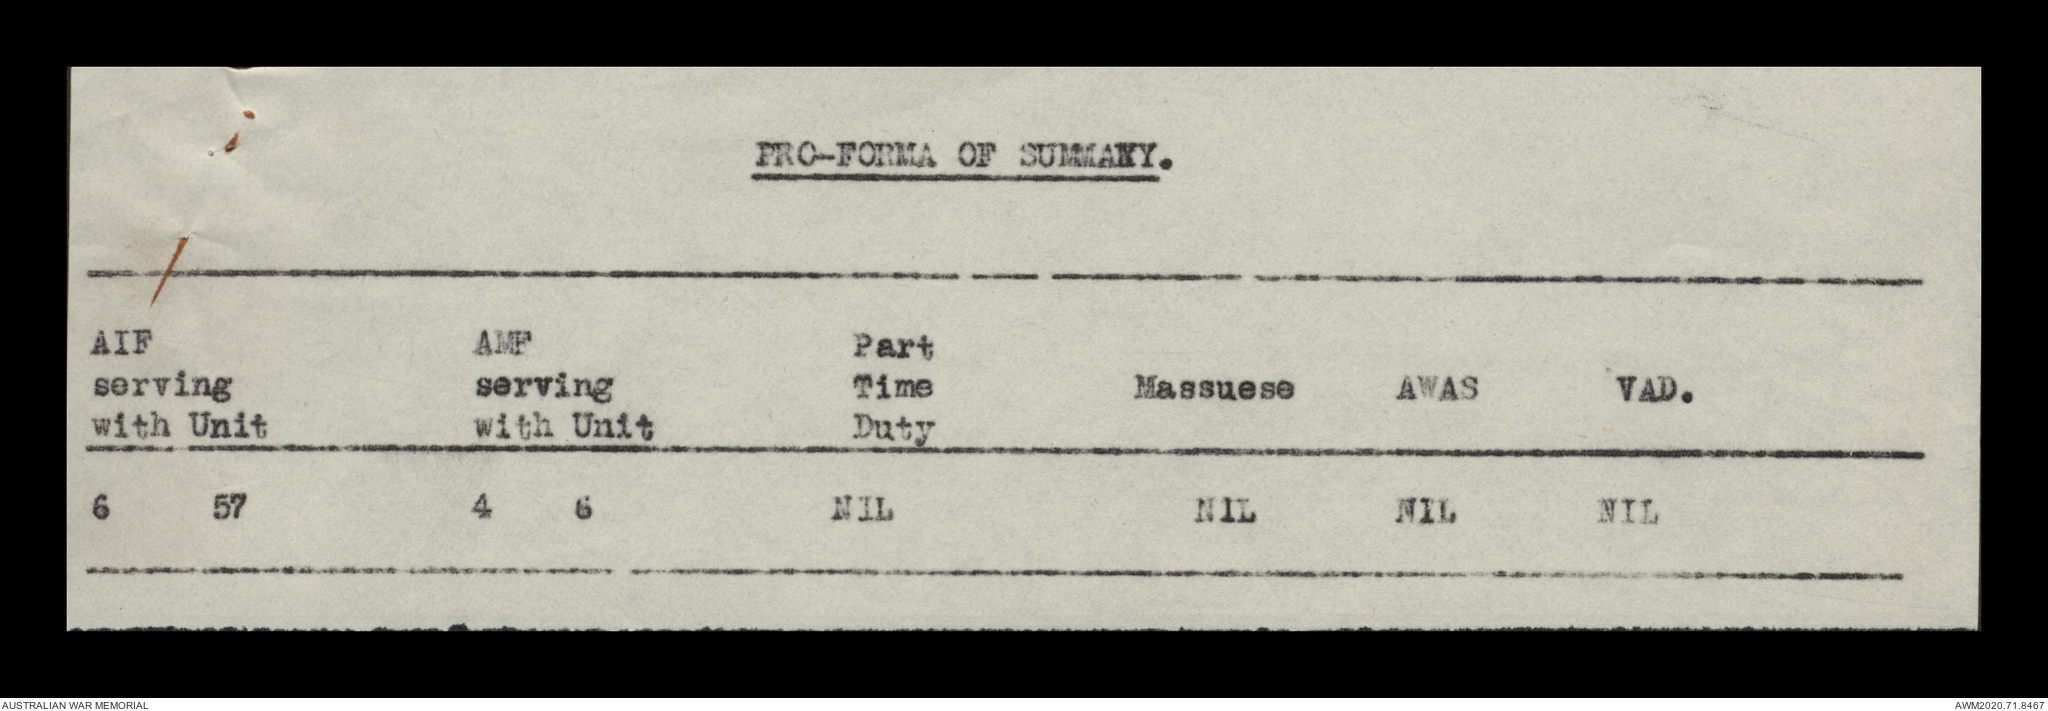 PRO-FORMA OF SUMMARY.
AIF serving with Unit
AMF serving with Unit
Part Time Duty
Massuese
AWAS
VAD.
6 57 4 6 NIL NIL NIL NIL
AUSTRALIAN WAR MEMORIAL
AWM2020.71.8467